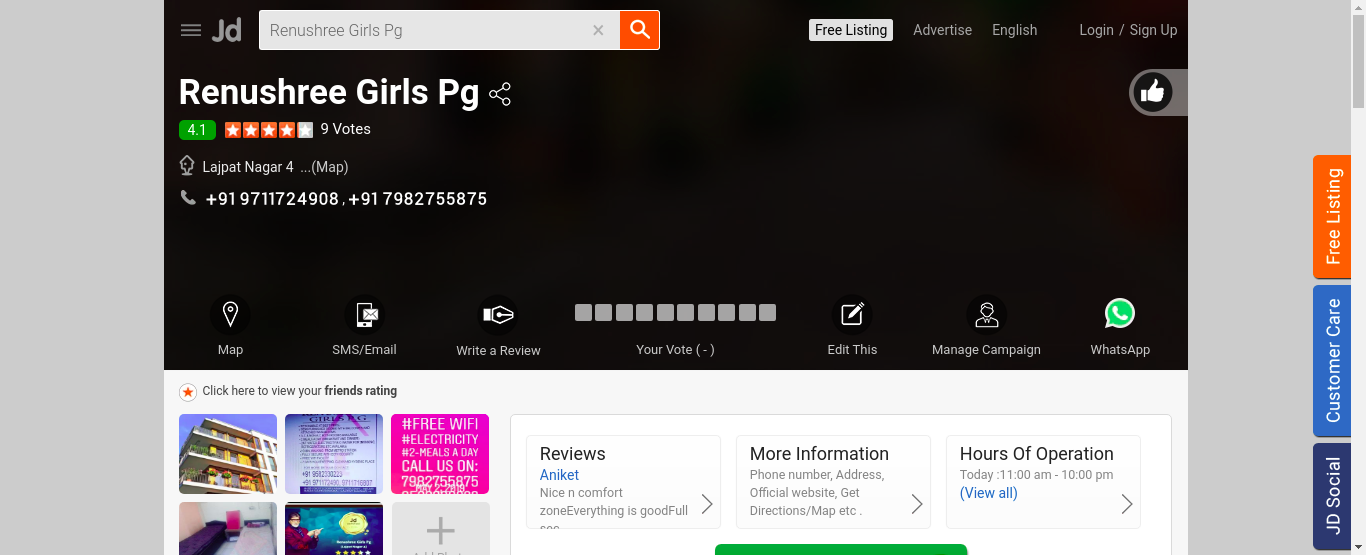 Jd
Renushree Girls Pg
Free Listing
Advertise
English
Login / Sign Up
Renushree Girls Pg
4.1
9 Votes
Lajpat Nagar 4 ...(Map)
+91 9711724908 , +91 7982755875
Map
SMS/Email
Write a Review
Your Vote ( - )
Edit This
Manage Campaign
WhatsApp
Click here to view your friends rating
GIRLS P.G
#FREE WIFI
#ELECTRICITY
#2-MEALS A DAY
CALL US ON:
7982755875
Reviews
Aniket
Nice n comfort
zoneEverything is goodFull
More Information
Phone number, Address,
Official website, Get
Directions/Map etc .
Hours Of Operation
Today :11:00 am - 10:00 pm
(View all)
Jd
Renushree Girls Pg
Free Listing
Customer Care
JD Social